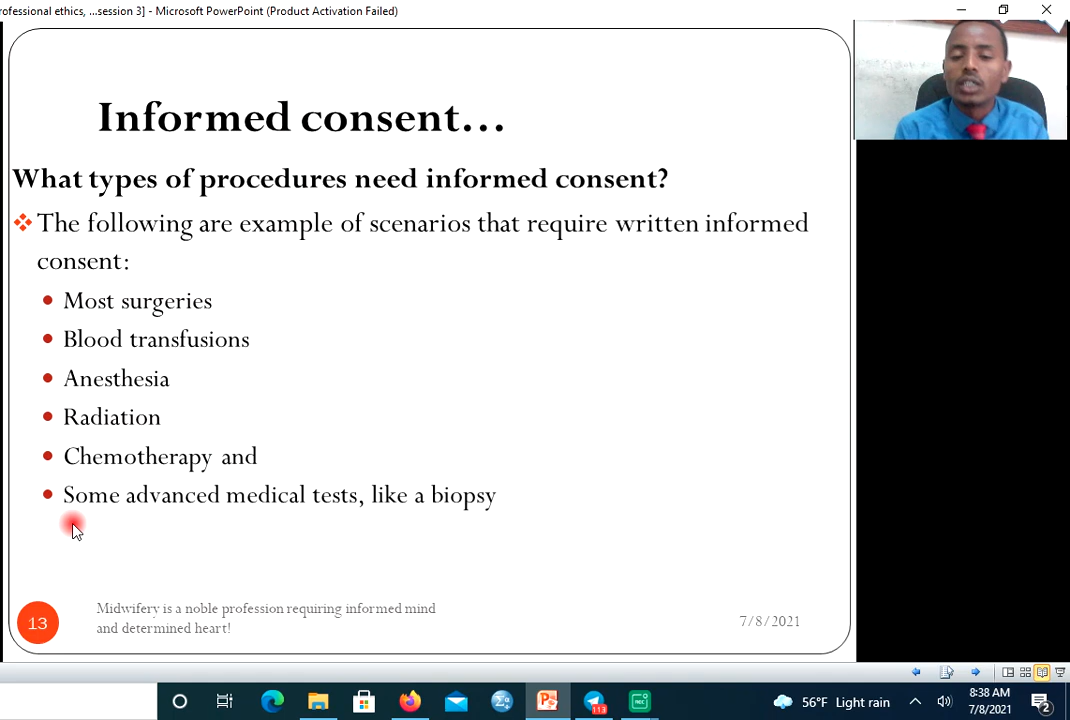 rofessional ethics, ...session 3] - Microsoft PowerPoint (Product Activation Failed)
Informed consent...
What types of procedures need informed consent?
The following are example of scenarios that require written informed
consent:
Most surgeries
Blood transfusions
Anesthesia
Radiation
Chemotherapy and
Some advanced medical tests, like a biopsy
13
Midwifery is a noble profession requiring informed mind
and determined heart!
7/8/2021
113
REC
56°F Light rain
8:38 AM
7/8/2021
2